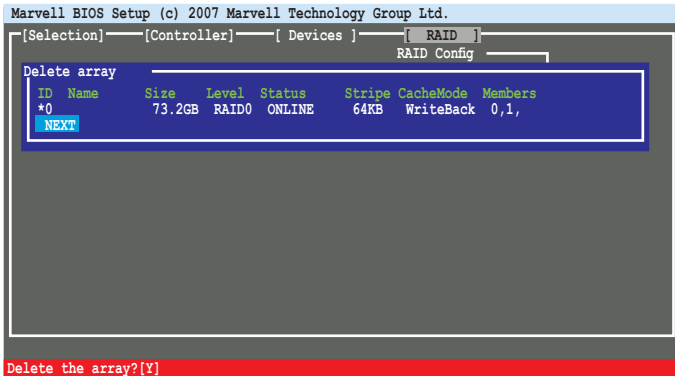 Marvell BIOS Setup (c) 2007 Marvell Technology Group Ltd.
[Selection] [Controller] [ Devices ] [ RAID ]
RAID Config
Delete array
ID Name Size Level Status Stripe CacheMode Members
*0 73.2GB RAID0 ONLINE 64KB WriteBack 0,1,
NEXT
Delete the array?[Y]